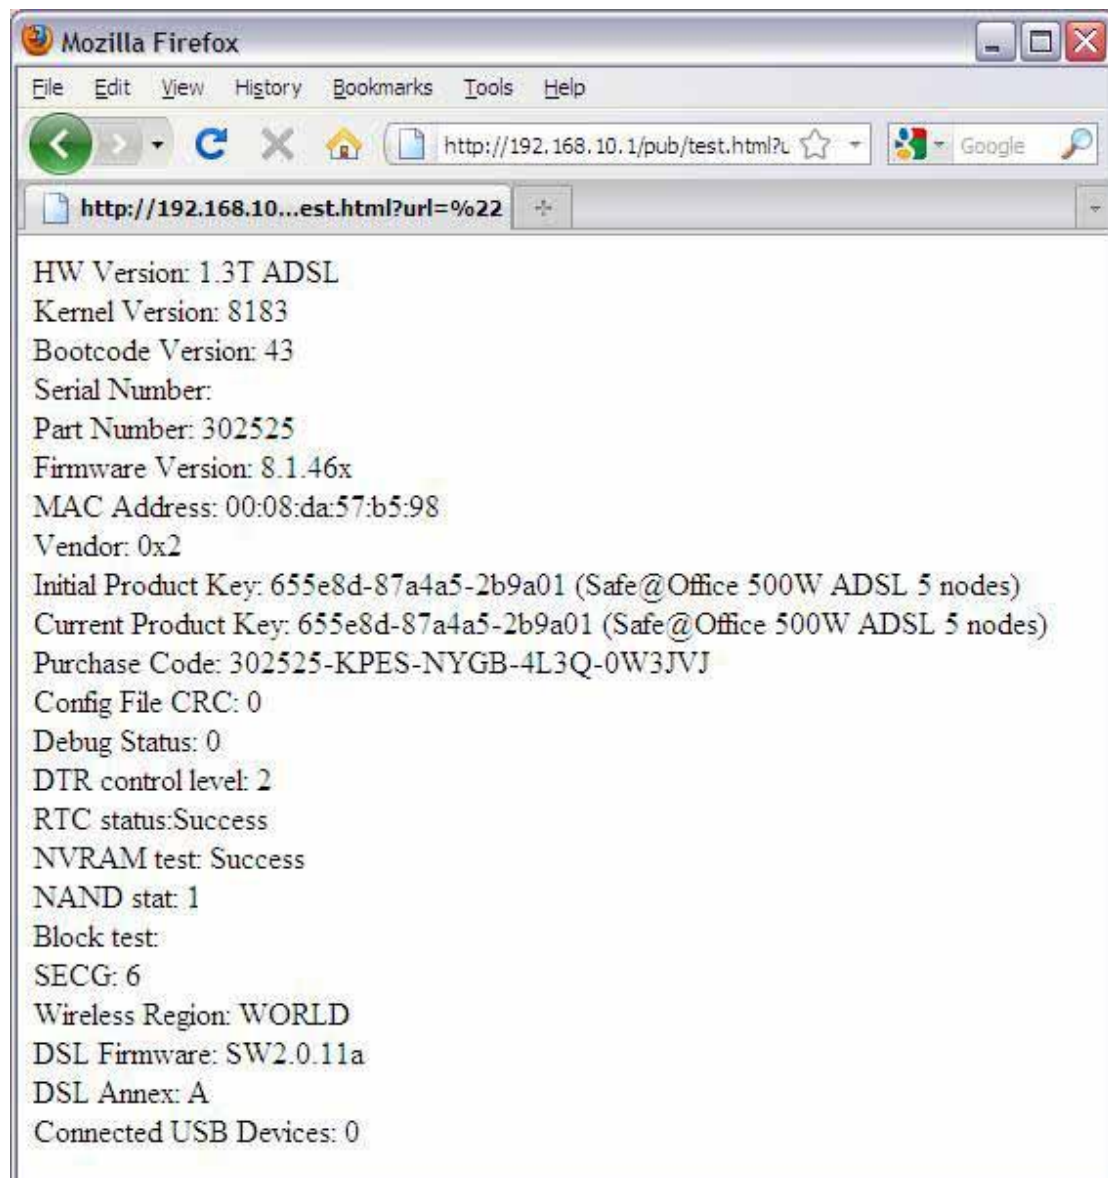 Mozilla Firefox
File Edit View History Bookmarks Tools Help
http://192.168.10.1/pub/test.html?u Google
http://192.168.10...est.html?url=%22
HW Version: 1.3T ADSL
Kernel Version: 8183
Bootcode Version: 43
Serial Number:
Part Number: 302525
Firmware Version: 8.1.46x
MAC Address: 00:08:da:57:b5:98
Vendor: 0x2
Initial Product Key: 655e8d-87a4a5-2b9a01 (Safe@Office 500W ADSL 5 nodes)
Current Product Key: 655e8d-87a4a5-2b9a01 (Safe@Office 500W ADSL 5 nodes)
Purchase Code: 302525-KPES-NYGB-4L3Q-0W3JVJ
Config File CRC: 0
Debug Status: 0
DTR control level: 2
RTC status:Success
NVRAM test: Success
NAND stat: 1
Block test:
SECG: 6
Wireless Region: WORLD
DSL Firmware: SW2.0.11a
DSL Annex: A
Connected USB Devices: 0